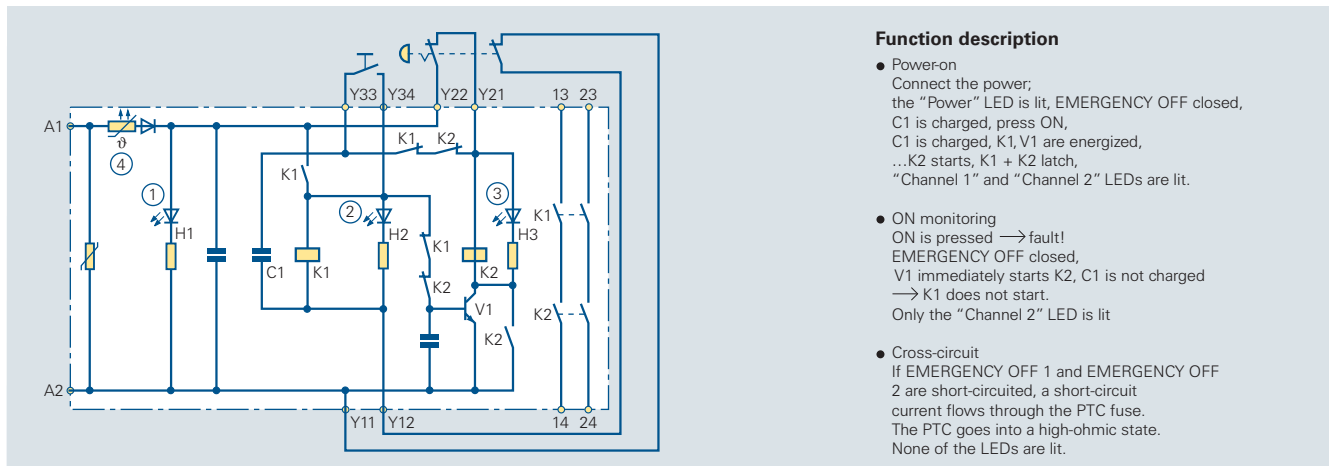 Y33 Y34 Y22 Y21 13 23
A1
ϑ
4
K1 K2
K1
1
2
3
H1
C1
K1
H2
K1
K2
K2
H3
K1
V1
K2
K2
A2
Y11 Y12 14 24
Function description
● Power-on
Connect the power;
the “Power” LED is lit, EMERGENCY OFF closed,
C1 is charged, press ON,
C1 is charged, K1, V1 are energized,
...K2 starts, K1 + K2 latch,
“Channel 1” and “Channel 2” LEDs are lit.
● ON monitoring
ON is pressed → fault!
EMERGENCY OFF closed,
V1 immediately starts K2, C1 is not charged
→ K1 does not start.
Only the “Channel 2” LED is lit
● Cross-circuit
If EMERGENCY OFF 1 and EMERGENCY OFF
2 are short-circuited, a short-circuit
current flows through the PTC fuse.
The PTC goes into a high-ohmic state.
None of the LEDs are lit.